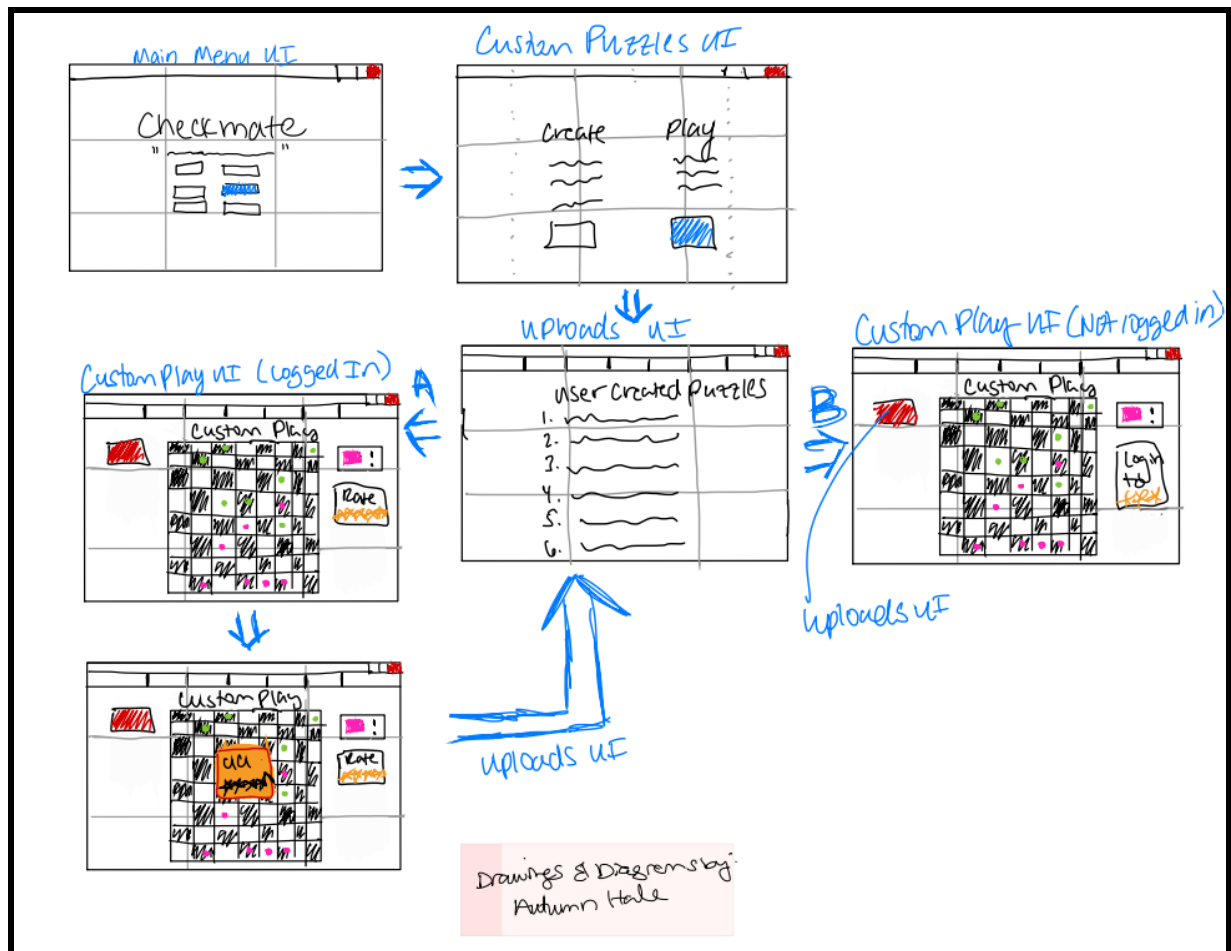 Main Menu UI
Custom Puzzles UI
Checkmate
" "
Create
Play
Uploads UI
Custom Play UI (Logged In)
A
User Created Puzzles
1.
2.
3.
4.
5.
6.
B
Custom Play UI (Not logged in)
Custom Play
!
Rate
Custom Play
!
Login
to
Uploads UI
Custom Play
!
Rate
Uploads UI
Drawings & Diagrams by:
Autumn Hale